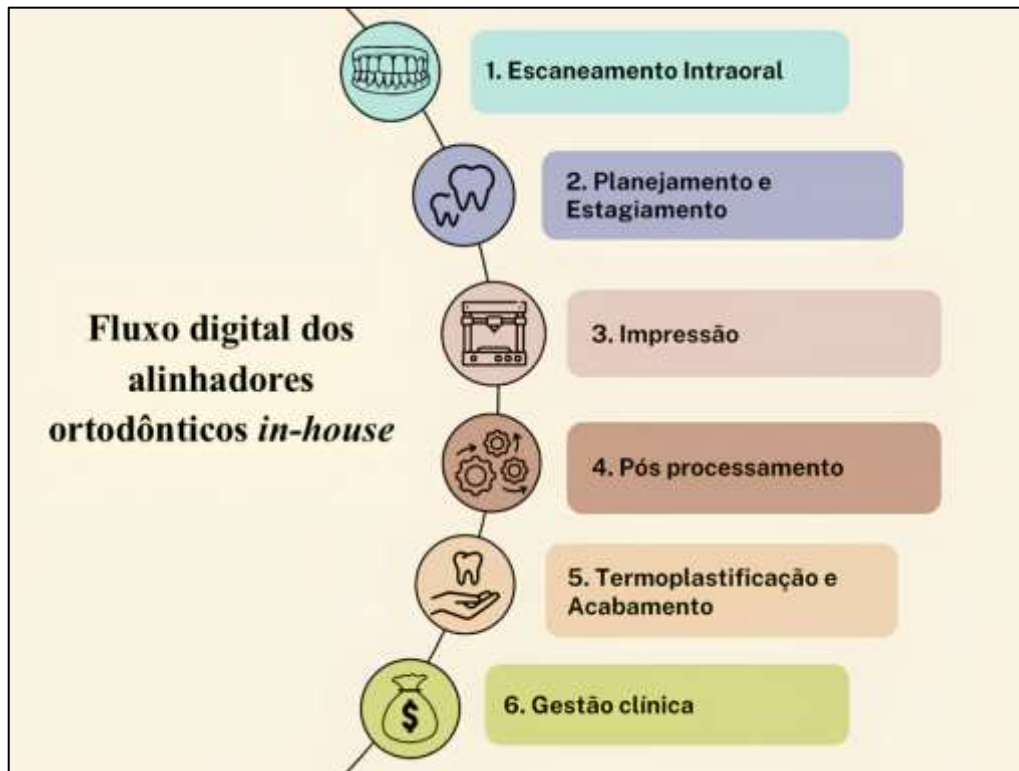 Fluxo digital dos
alinhadores
ortodônticos in-house
1. Escaneamento Intraoral
2. Planejamento e
Estagiamento
3. Impressão
4. Pós processamento
5. Termoplastificação e
Acabamento
6. Gestão clínica
$